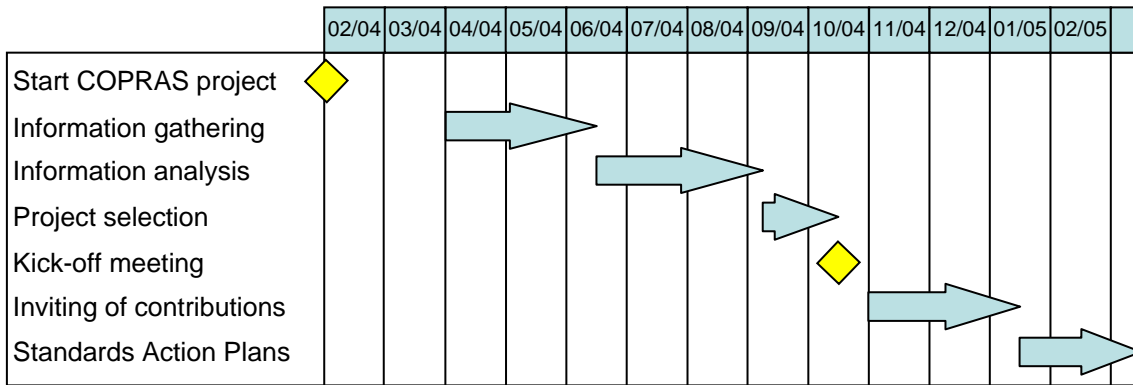 02/04 03/04 04/04 05/04 06/04 07/04 08/04 09/04 10/04 11/04 12/04 01/05 02/05
Start COPRAS project
Information gathering
Information analysis
Project selection
Kick-off meeting
Inviting of contributions
Standards Action Plans